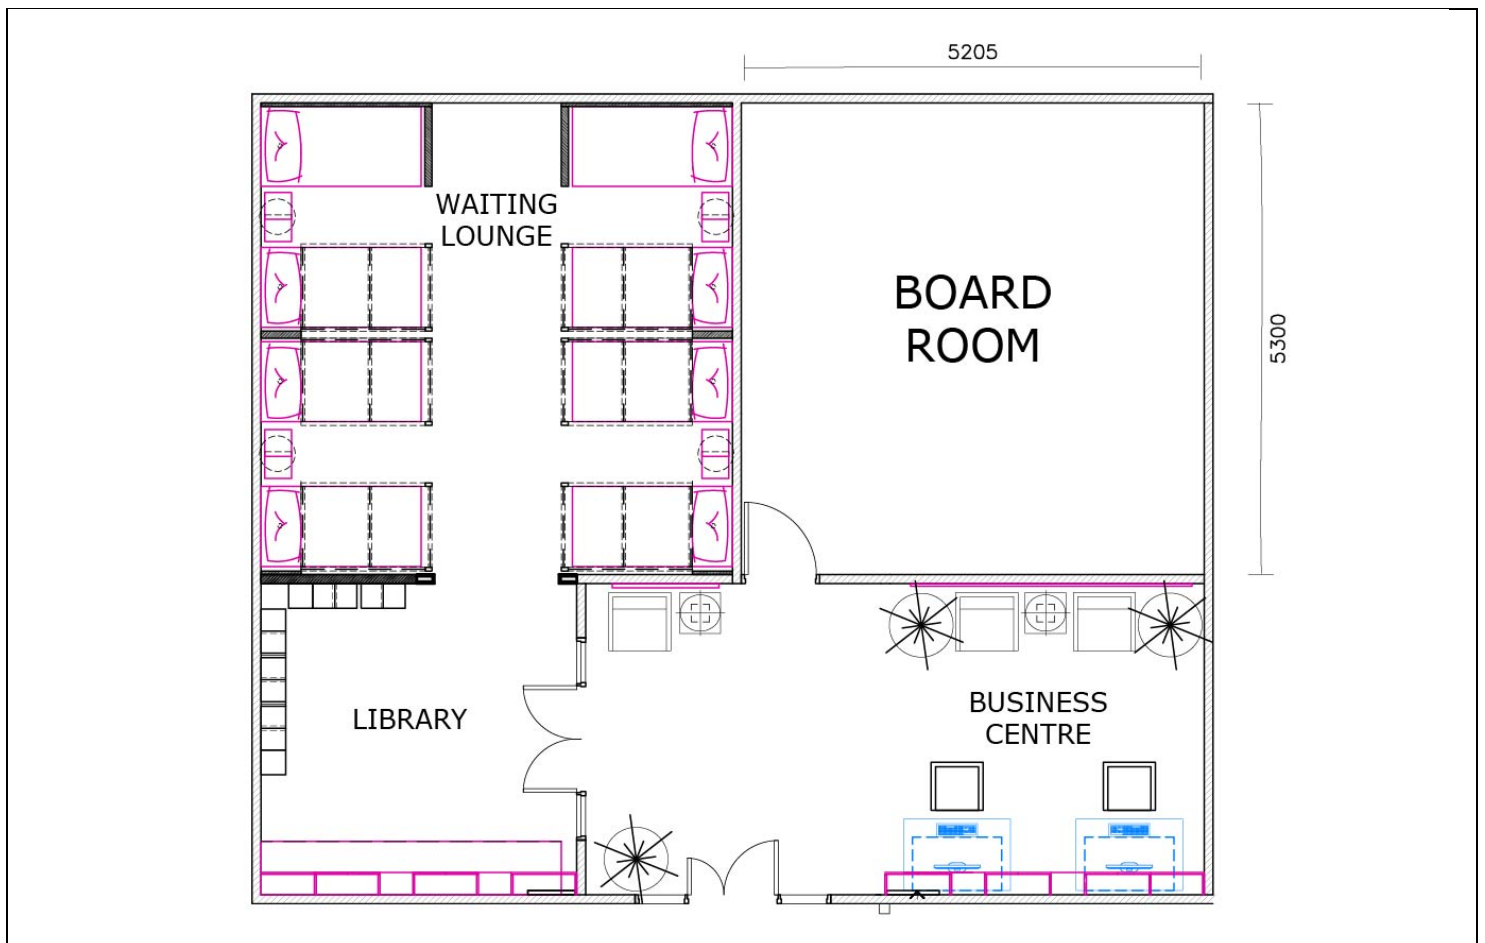 5205
WAITING
LOUNGE
BOARD
ROOM
5300
LIBRARY
BUSINESS
CENTRE